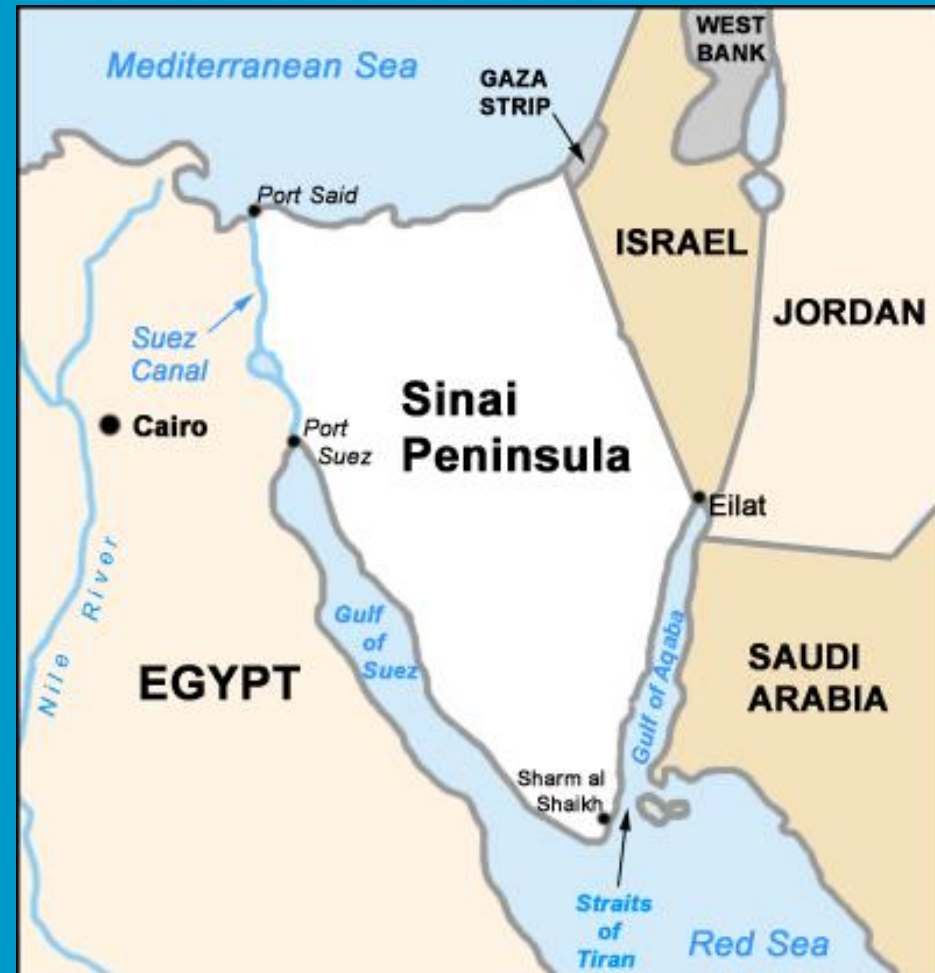 Mediterranean Sea
WEST
BANK
GAZA
STRIP
Port Said
ISRAEL
JORDAN
Suez
Canal
Sinai
Peninsula
Cairo
Port
Suez
Eilat
Nile River
Gulf
of
Suez
Gulf of Aqaba
EGYPT
SAUDI
ARABIA
Sharm al
Shaikh
Straits
of
Tiran
Red Sea